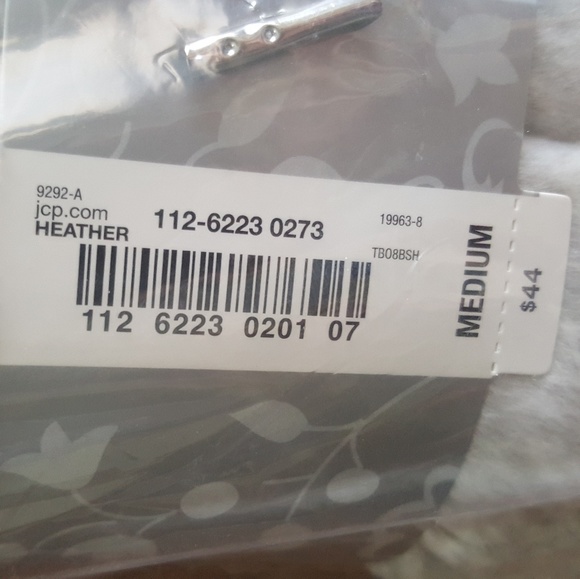 9292-A
jcp.com 112-6223 0273 19963-8
HEATHER TB08BSH
112 6223 0201 07
MEDIUM
$44